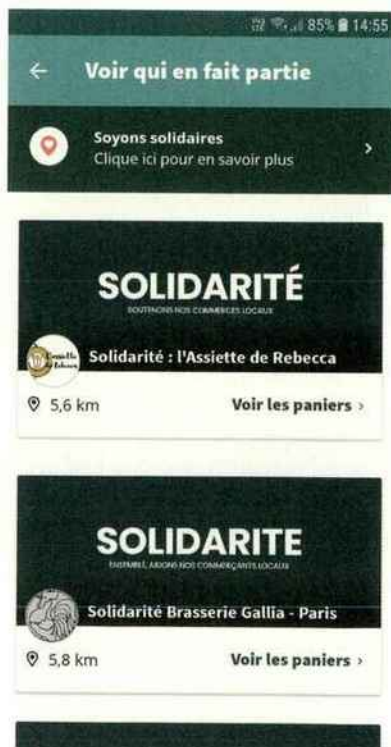 85% 14:55
← Voir qui en fait partie
Soyons solidaires
Clique ici pour en savoir plus
SOLIDARITÉ
SOUTENONS NOS COMMERCES LOCAUX
Solidarité : l'Assiette de Rebecca
5,6 km Voir les paniers >
SOLIDARITE
ENSEMBLE, AIDONS NOS COMMERÇANTS LOCAUX
Solidarité Brasserie Gallia - Paris
5,8 km Voir les paniers >